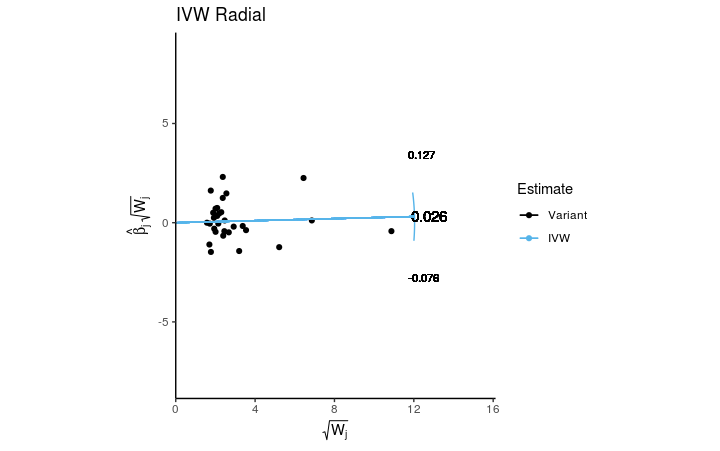 IVW Radial
5
0
-5
β̂j√Wj
0.127
0.026
-0.076
0 4 8 12 16
√Wj
Estimate
Variant
IVW